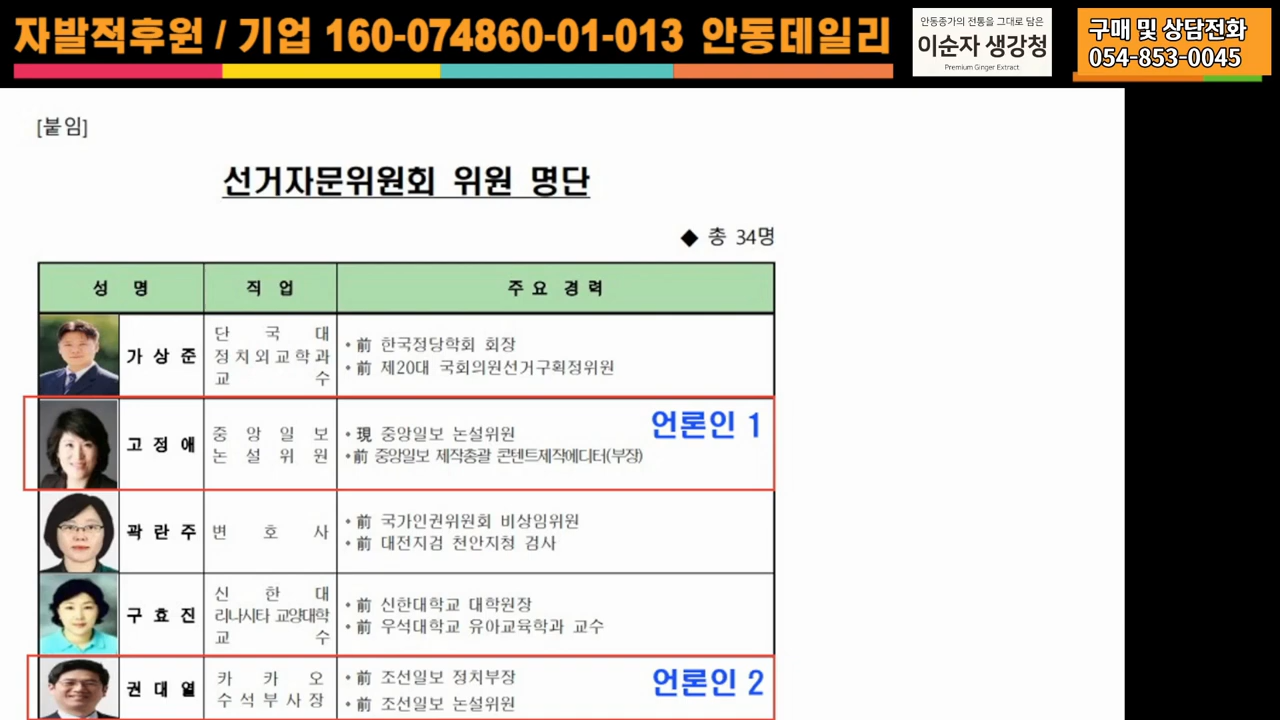 자발적후원 / 기업 160-074860-01-013 안동데일리
안동종가의 전통을 그대로 담은
이순자 생강청
Premium Ginger Extract
구매 및 상담전화
054-853-0045
[붙임]
선거자문위원회 위원 명단
◆ 총 34명
성 명 직 업 주요 경력
가 상 준
단 국 대
정치외교학과
교 수
• 前 한국정당학회 회장
• 前 제20대 국회의원선거구획정위원
고 정 애
중 앙 일 보
논 설 위 원
• 現 중앙일보 논설위원
• 前 중앙일보 제작총괄 콘텐트제작에디터(부장)
언론인 1
곽 란 주
변 호 사
• 前 국가인권위원회 비상임위원
• 前 대전지검 천안지청 검사
구 효 진
신 한 대
리나시타 교양대학
교 수
• 前 신한대학교 대학원장
• 前 우석대학교 유아교육학과 교수
권 대 열
카 카 오
수석부사장
• 前 조선일보 정치부장
• 前 조선일보 논설위원
언론인 2